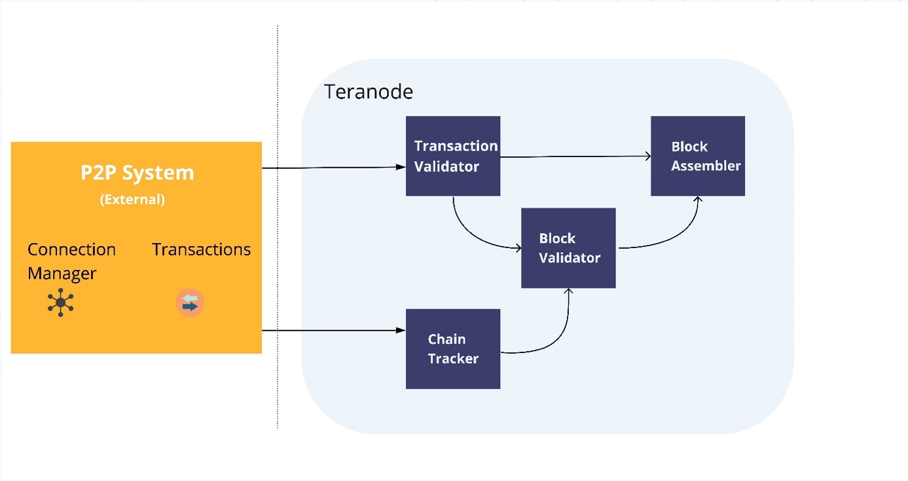 Teranode
P2P System
(External)
Connection
Manager
Transactions
Transaction
Validator
Block
Assembler
Block
Validator
Chain
Tracker